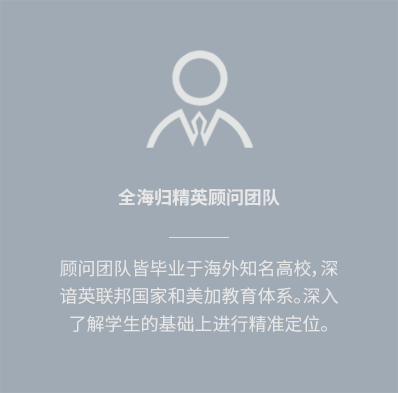 全海归精英顾问团队
顾问团队皆毕业于海外知名高校，深
谙英联邦国家和美加教育体系。深入
了解学生的基础上进行精准定位。